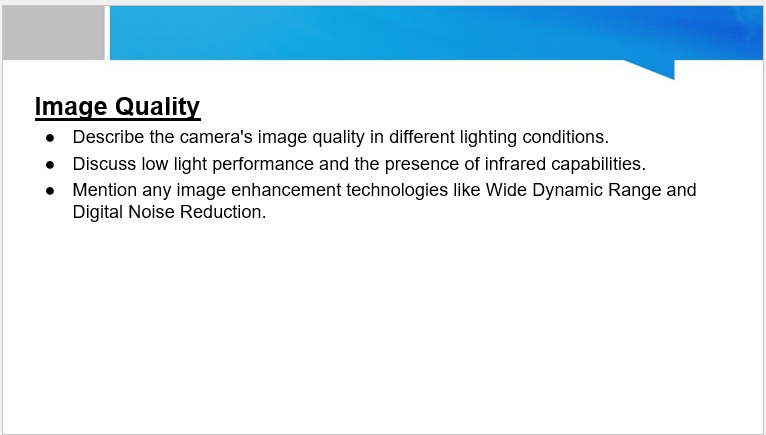 Image Quality
● Describe the camera's image quality in different lighting conditions.
● Discuss low light performance and the presence of infrared capabilities.
● Mention any image enhancement technologies like Wide Dynamic Range and
Digital Noise Reduction.